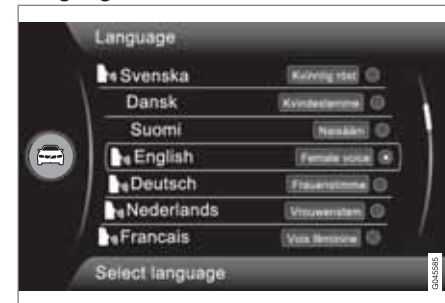 Language
Svenska Kvinnlig röst
Dansk Kvindestemme
Suomi Naisääni
English Female voice
Deutsch Frauenstimme
Nederlands Vrouwenstem
Francais Voix féminine
Select language
G045585